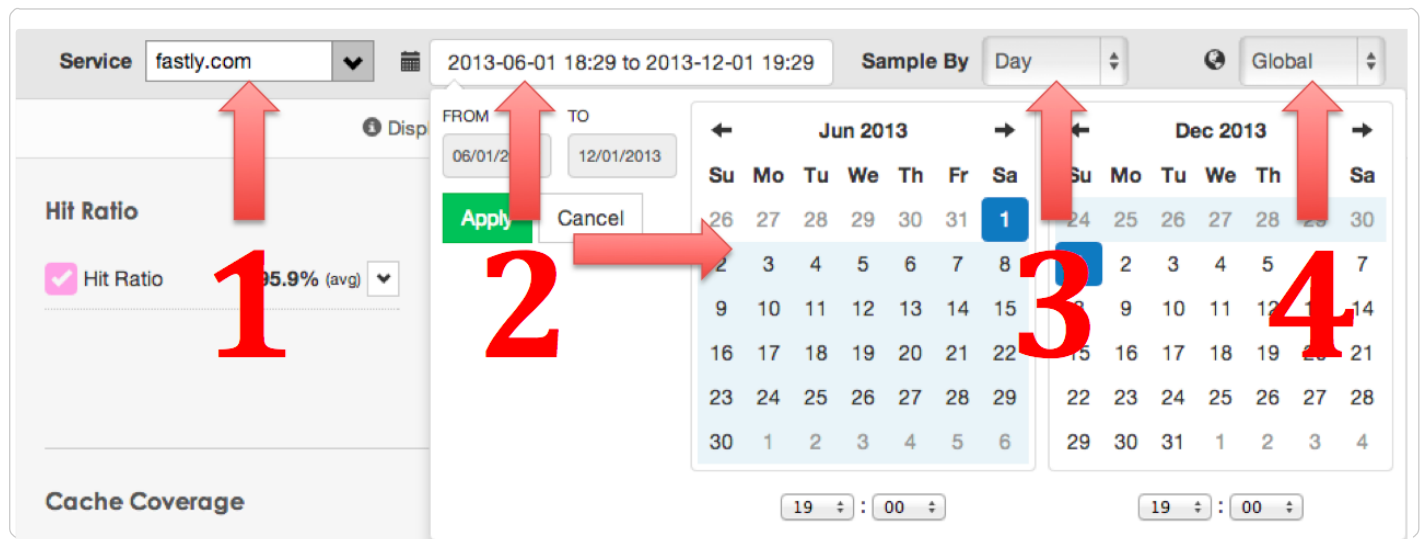 Service fastly.com 2013-06-01 18:29 to 2013-12-01 19:29 Sample By Day Global
FROM TO
06/01/2 12/01/2013
Apply Cancel
Jun 2013
Su Mo Tu We Th Fr Sa
26 27 28 29 30 31 1
2 3 4 5 6 7 8
9 10 11 12 13 14 15
16 17 18 19 20 21 22
23 24 25 26 27 28 29
30 1 2 3 4 5 6
19 : 00
Dec 2013
Su Mo Tu We Th Sa
24 25 26 27 28 29 30
2 3 4 5 7
9 10 11 12 14
15 16 17 18 19 20 21
22 23 24 25 26 27 28
29 30 31 1 2 3 4
19 : 00
Disp
Hit Ratio
Hit Ratio 95.9% (avg)
Cache Coverage
1 2 3 4